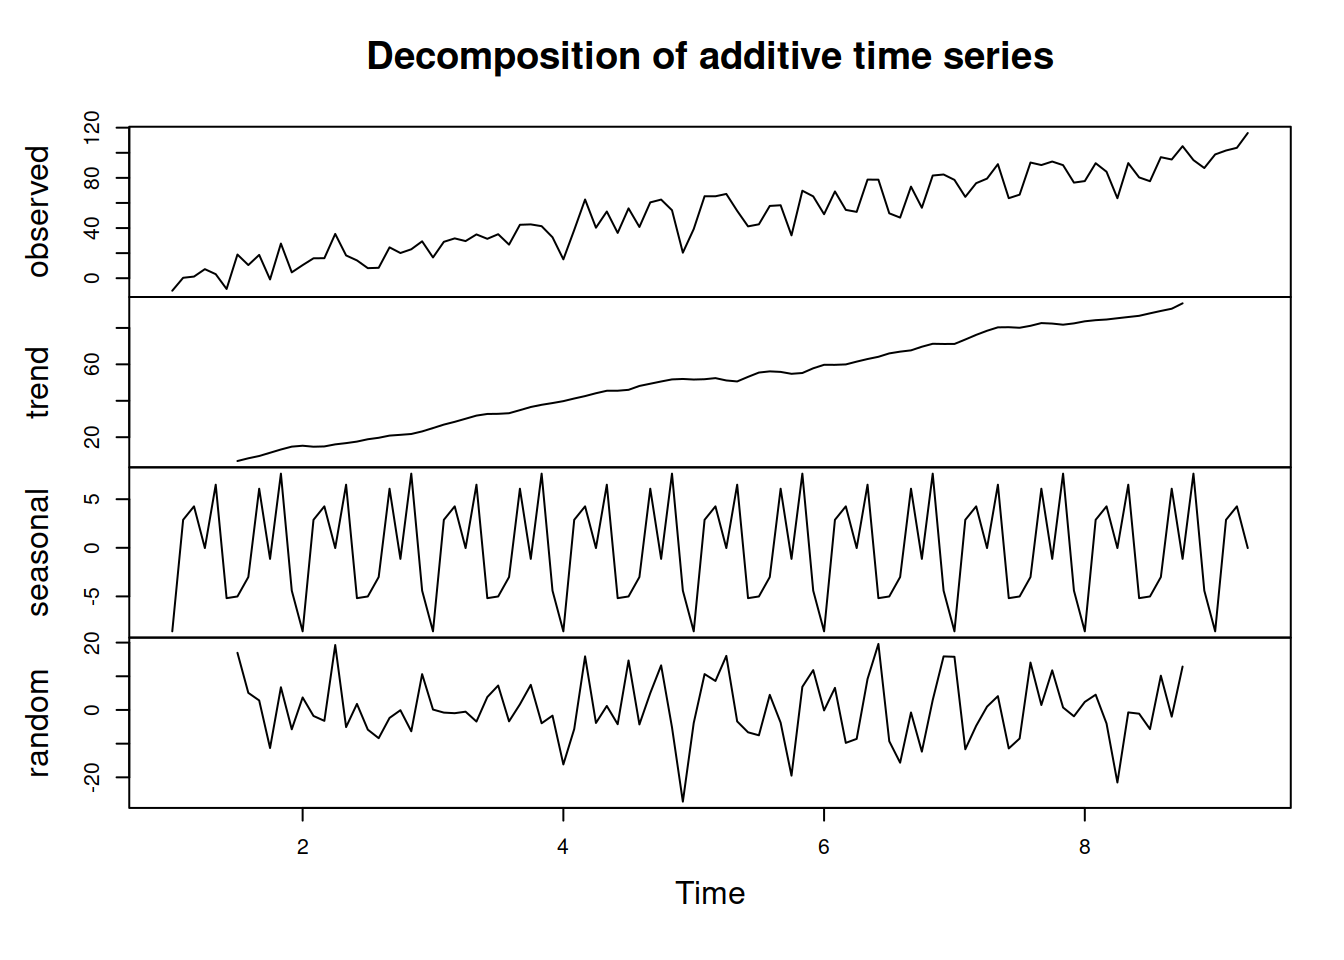 Decomposition of additive time series
observed
0 40 80 120
trend
20 60
seasonal
-5 0 5
random
-20 0 20
2 4 6 8
Time